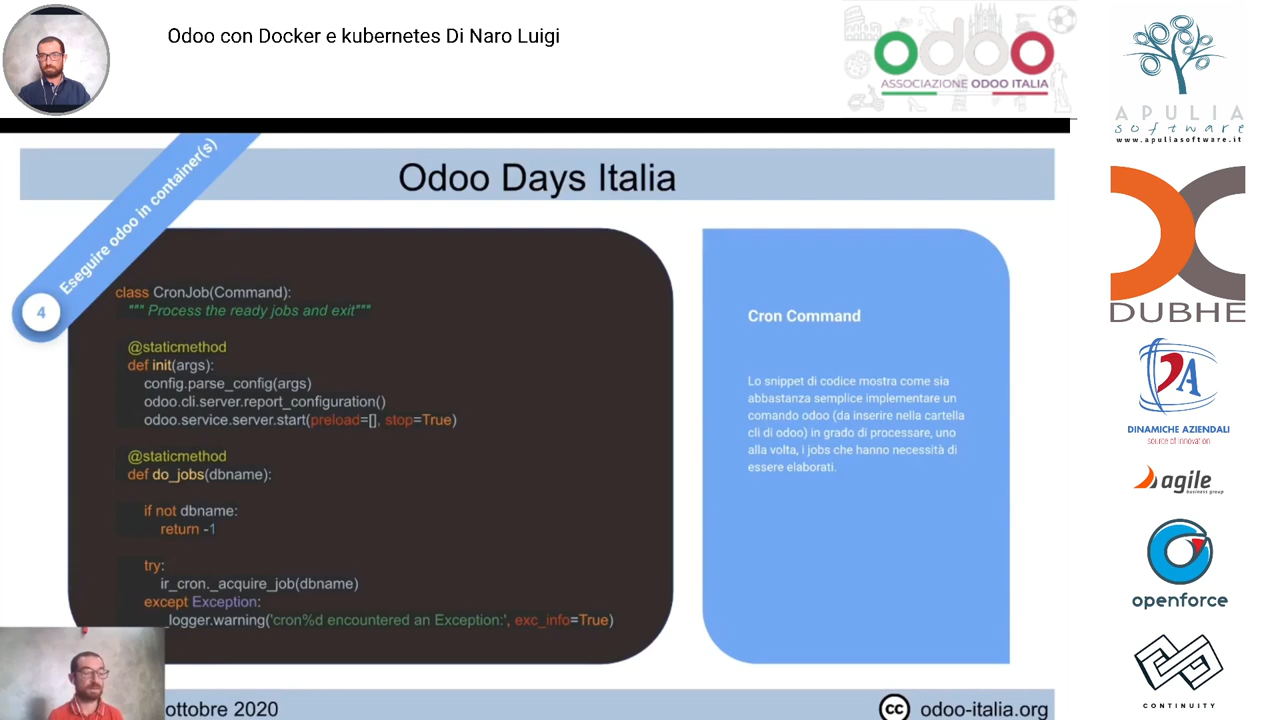 Odoo con Docker e kubernetes Di Naro Luigi
odoo
ASSOCIAZIONE ODOO ITALIA
APULIA
software
www.apuliasoftware.it
Odoo Days Italia
4
Eseguire odoo in container(s)
class CronJob(Command):
""" Process the ready jobs and exit"""
@staticmethod
def init(args):
config.parse_config(args)
odoo.cli.server.report_configuration()
odoo.service.server.start(preload=[], stop=True)
@staticmethod
def do_jobs(dbname):
if not dbname:
return -1
try:
ir_cron._acquire_job(dbname)
except Exception:
_logger.warning('cron%d encountered an Exception:', exc_info=True)
Cron Command
Lo snippet di codice mostra come sia
abbastanza semplice implementare un
comando odoo (da inserire nella cartella
cli di odoo) in grado di processare, uno
alla volta, i jobs che hanno necessità di
essere elaborati.
ottobre 2020
cc odoo-italia.org
DUBHE
DA
DINAMICHE AZIENDALI
source of innovation
agile
business group
openforce
CONTINUITY